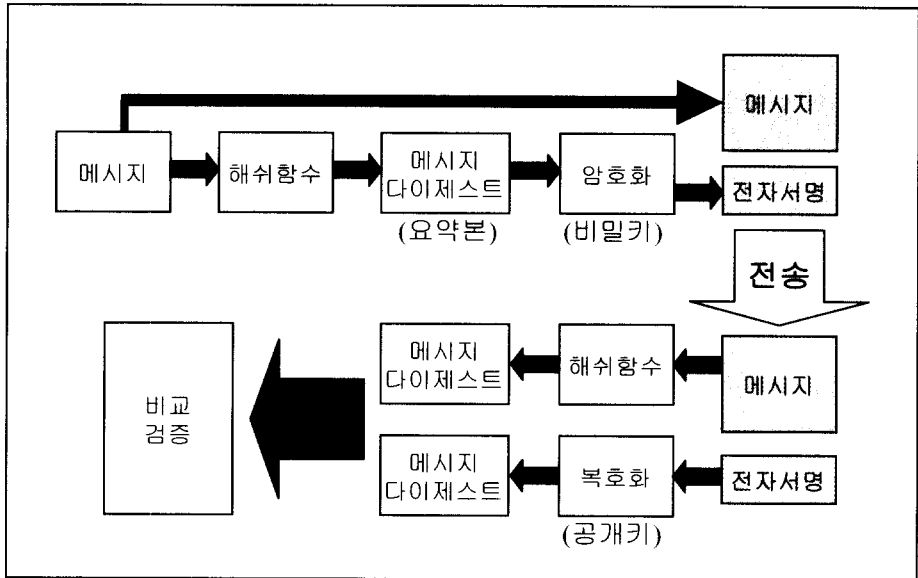 메시지
메시지
해쉬함수
메시지
다이제스트
(요약본)
암호화
(비밀키)
전자서명
전송
메시지
다이제스트
해쉬함수
메시지
비교
검증
메시지
다이제스트
복호화
(공개키)
전자서명